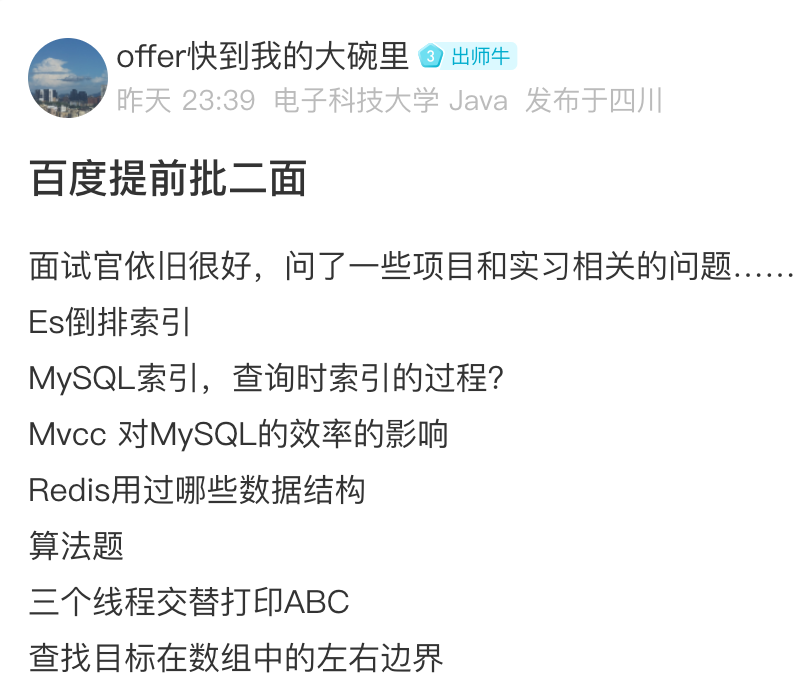 offer快到我的大碗里 3 出师牛
昨天 23:39 电子科技大学 Java 发布于四川
百度提前批二面
面试官依旧很好，问了一些项目和实习相关的问题……
Es倒排索引
MySQL索引，查询时索引的过程？
Mvcc 对MySQL的效率的影响
Redis用过哪些数据结构
算法题
三个线程交替打印ABC
查找目标在数组中的左右边界